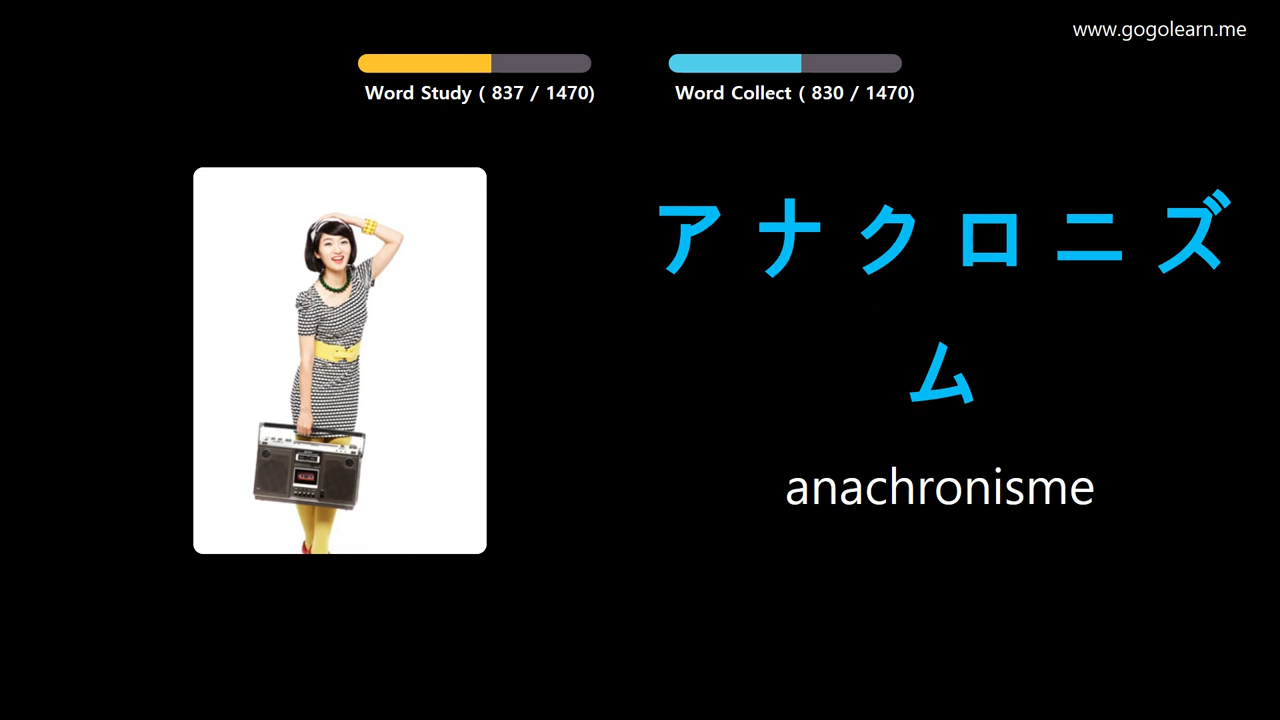 www.gogolearn.me
Word Study ( 837 / 1470)
Word Collect ( 830 / 1470)
アナクロニズ
ム
anachronisme